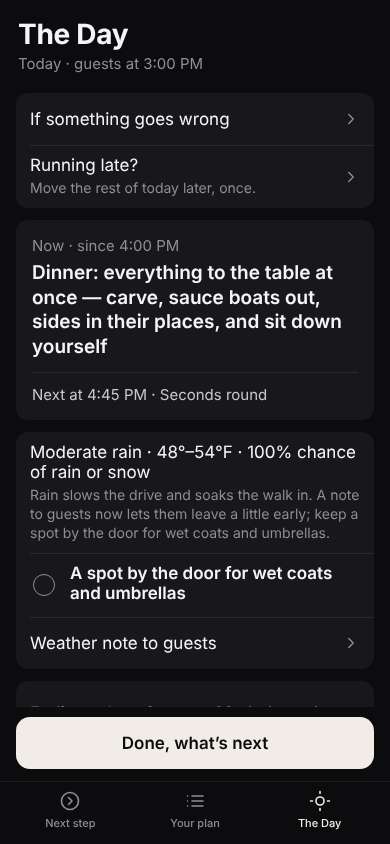 The Day
Today · guests at 3:00 PM
If something goes wrong
Running late?
Move the rest of today later, once.
Now · since 4:00 PM
Dinner: everything to the table at
once — carve, sauce boats out,
sides in their places, and sit down
yourself
Next at 4:45 PM · Seconds round
Moderate rain · 48°–54°F · 100% chance
of rain or snow
Rain slows the drive and soaks the walk in. A note
to guests now lets them leave a little early; keep a
spot by the door for wet coats and umbrellas.
A spot by the door for wet coats
and umbrellas
Weather note to guests
Done, what’s next
Next step
Your plan
The Day